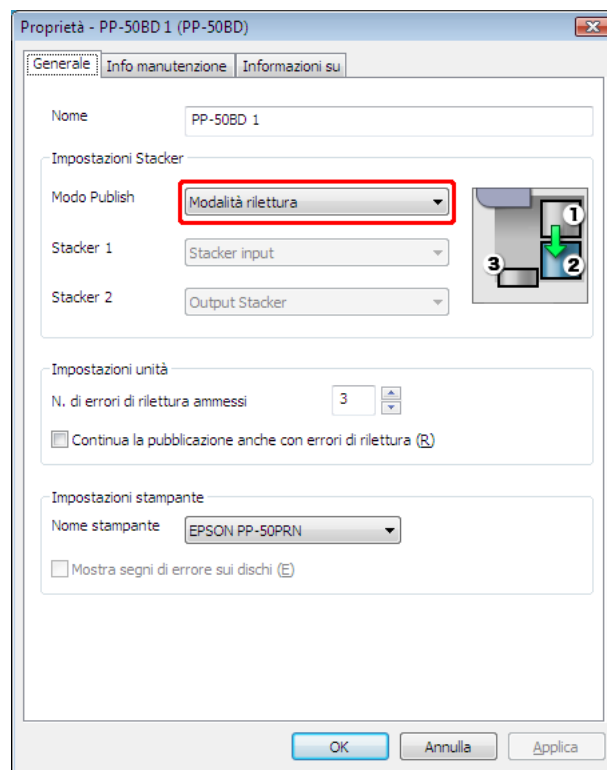 Proprietà - PP-50BD 1 (PP-50BD)
Generale Info manutenzione Informazioni su
Nome PP-50BD 1
Impostazioni Stacker
Modo Publish Modalità rilettura
1
Stacker 1 Stacker input
3 2
Stacker 2 Output Stacker
Impostazioni unità
N. di errori di rilettura ammessi 3
Continua la pubblicazione anche con errori di rilettura (R)
Impostazioni stampante
Nome stampante EPSON PP-50PRN
Mostra segni di errore sui dischi (E)
OK Annulla Applica